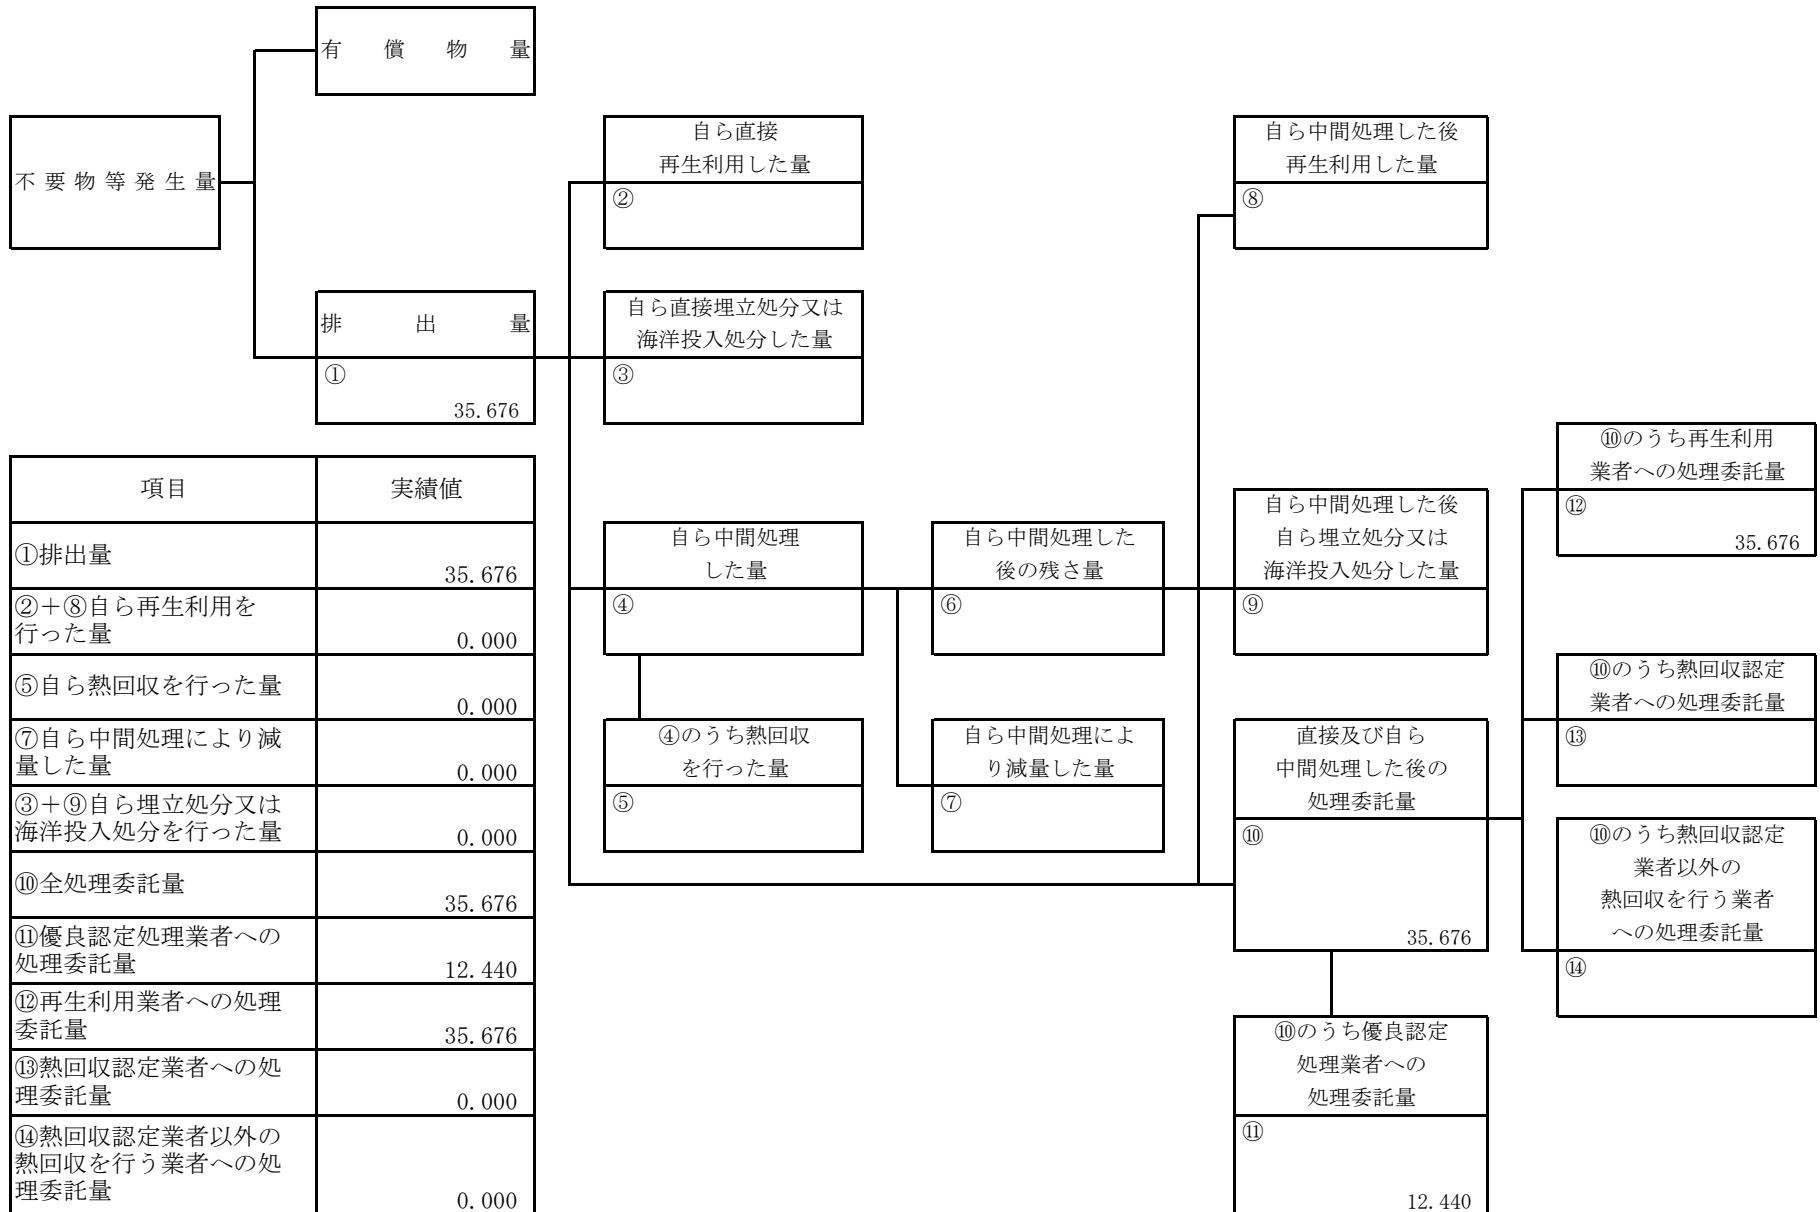 有償物量
不要物等発生量
自ら直接
再生利用した量
②
自ら中間処理した後
再生利用した量
⑧
排出量
①
35.676
自ら直接埋立処分又は
海洋投入処分した量
③
項目 実績値
①排出量
35.676
②＋⑧自ら再生利用を
行った量
0.000
⑤自ら熱回収を行った量
0.000
⑦自ら中間処理により減
量した量
0.000
③＋⑨自ら埋立処分又は
海洋投入処分を行った量
0.000
⑩全処理委託量
35.676
⑪優良認定処理業者への
処理委託量
12.440
⑫再生利用業者への処理
委託量
35.676
⑬熱回収認定業者への処
理委託量
0.000
⑭熱回収認定業者以外の
熱回収を行う業者への処
理委託量
0.000
自ら中間処理
した量
④
自ら中間処理した
後の残さ量
⑥
自ら中間処理した後
自ら埋立処分又は
海洋投入処分した量
⑨
④のうち熱回収
を行った量
⑤
自ら中間処理によ
り減量した量
⑦
直接及び自ら
中間処理した後の
処理委託量
⑩
35.676
⑩のうち優良認定
処理業者への
処理委託量
⑪
12.440
⑩のうち再生利用
業者への処理委託量
⑫
35.676
⑩のうち熱回収認定
業者への処理委託量
⑬
⑩のうち熱回収認定
業者以外の
熱回収を行う業者
への処理委託量
⑭